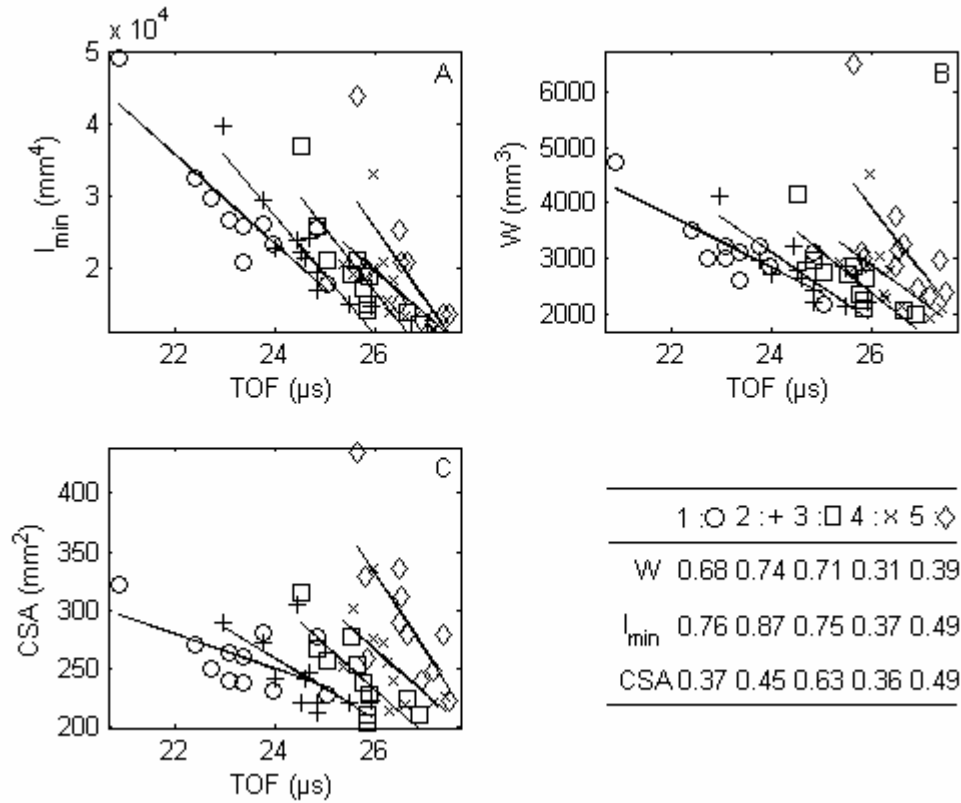 x 10⁴
5
4
3
2
I_min (mm⁴)
A
22 24 26
TOF (µs)
6000
5000
4000
3000
2000
W (mm³)
B
22 24 26
TOF (µs)
400
350
300
250
200
CSA (mm²)
C
22 24 26
TOF (µs)
1 :○ 2 :+ 3 :□ 4 :× 5 :◇
W 0.68 0.74 0.71 0.31 0.39
I_min 0.76 0.87 0.75 0.37 0.49
CSA 0.37 0.45 0.63 0.36 0.49